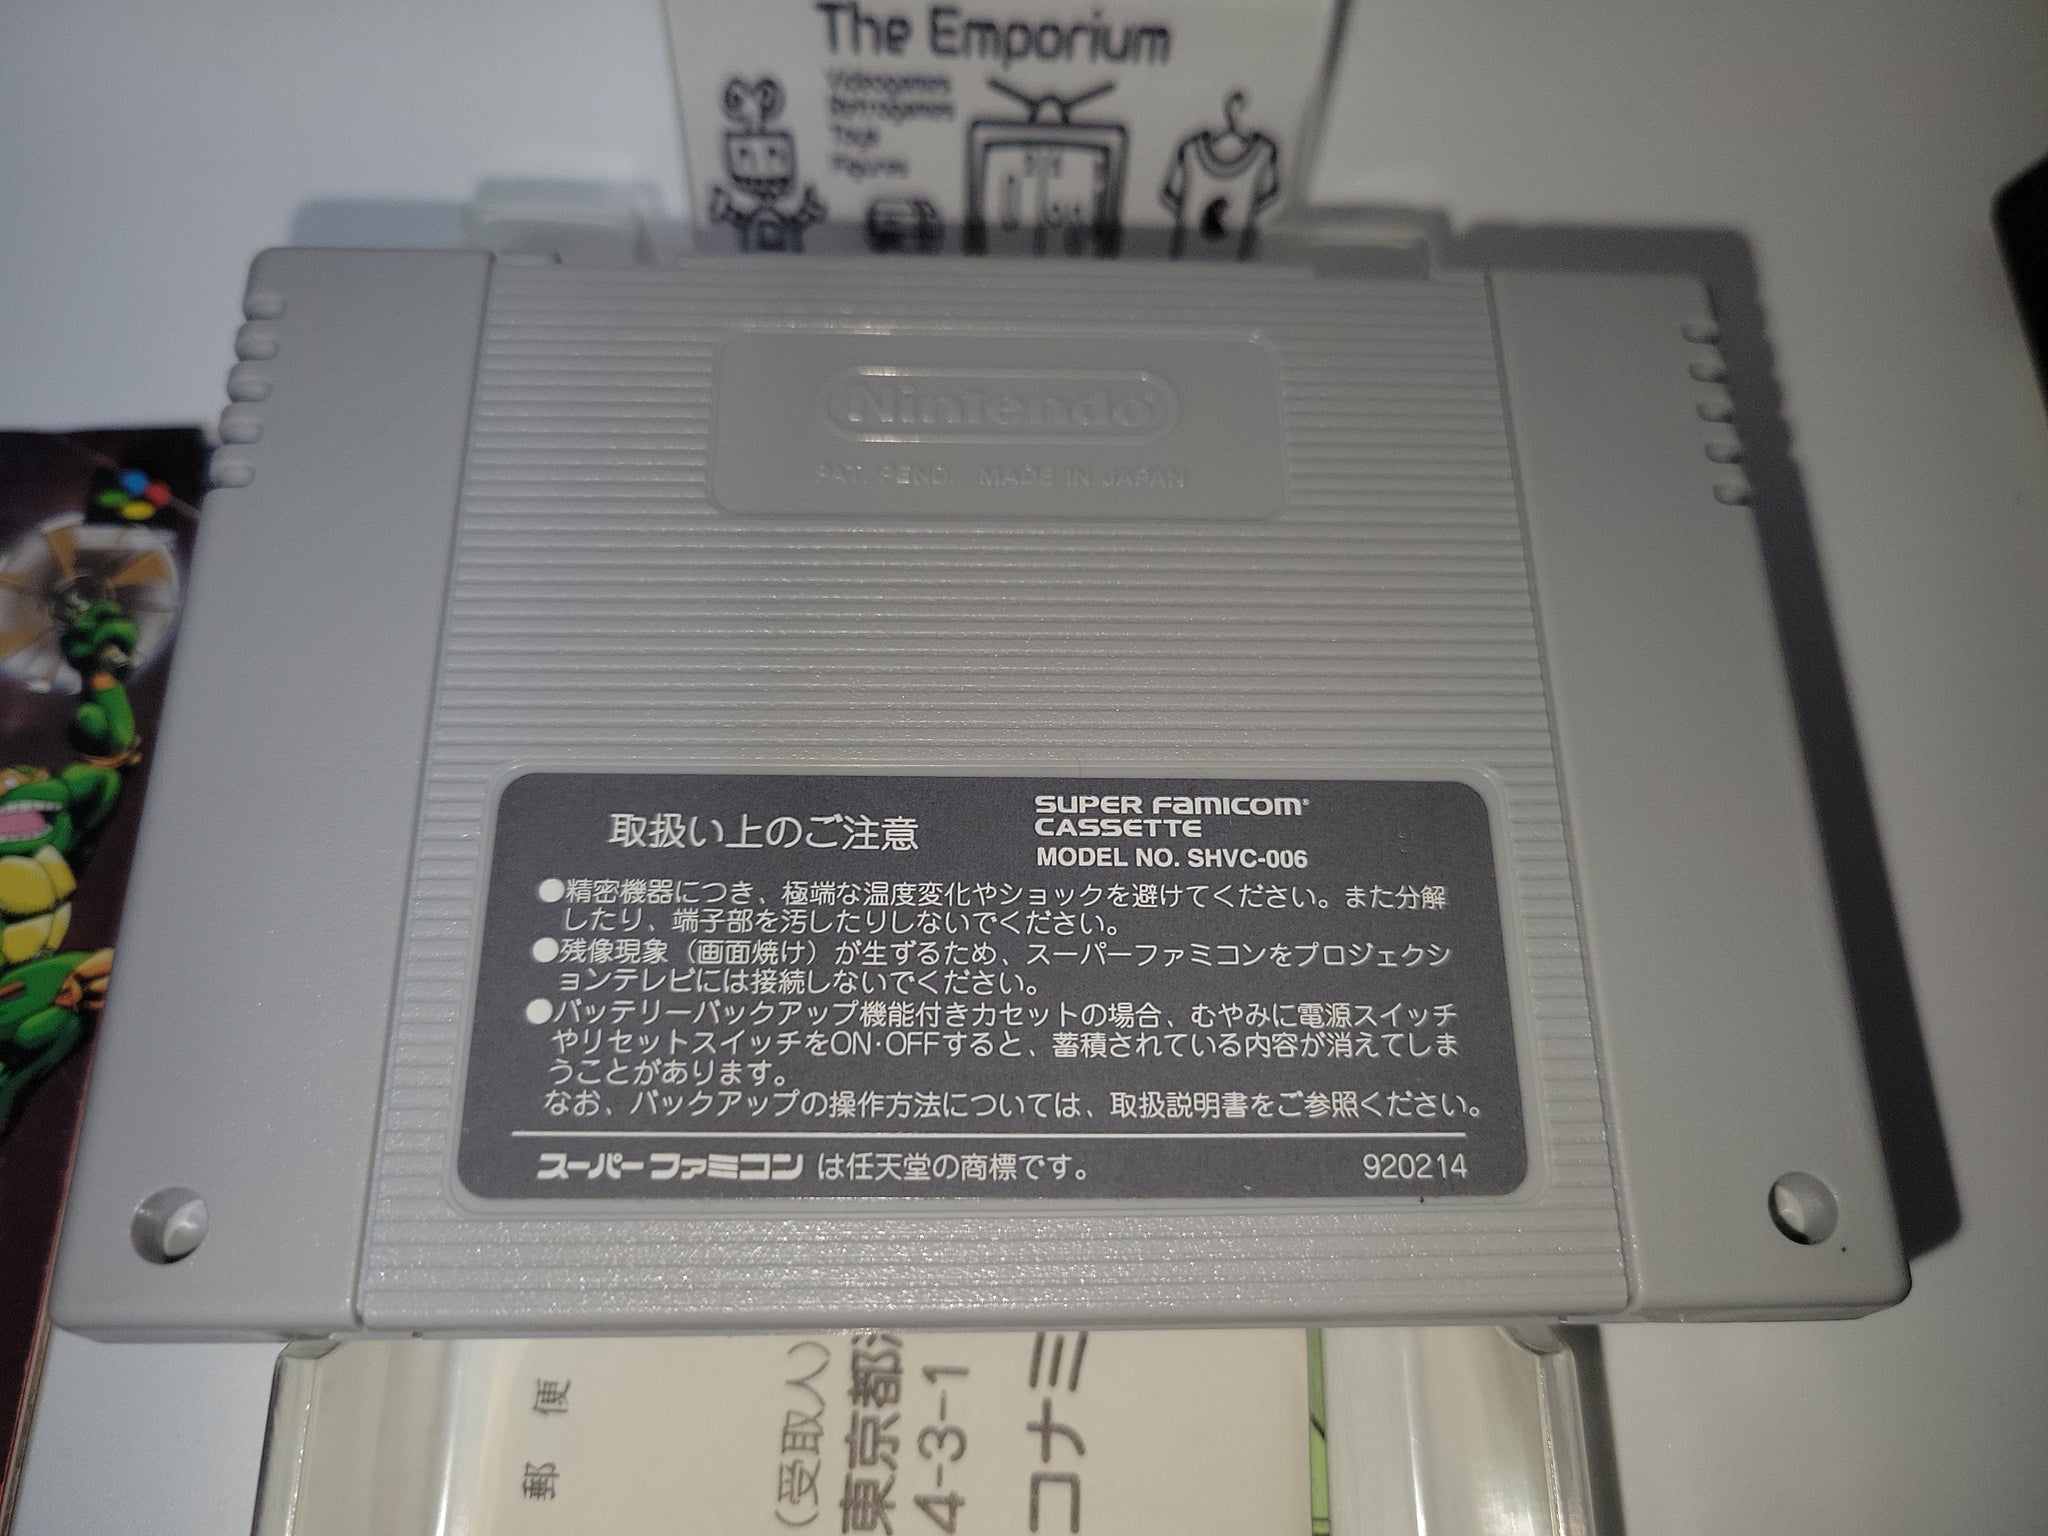 The Emporium
Videogames
Retrogames
Toys
Figures
Nintendo
PAT. PEND. MADE IN JAPAN
取扱い上のご注意
SUPER FAMICOM
CASSETTE
MODEL NO. SHVC-006
●精密機器につき、極端な温度変化やショックを避けてください。また分解
したり、端子部を汚したりしないでください。
●残像現象（画面焼け）が生ずるため、スーパーファミコンをプロジェクシ
ョンテレビには接続しないでください。
●バッテリーバックアップ機能付きカセットの場合、むやみに電源スイッチ
やリセットスイッチをON･OFFすると、蓄積されている内容が消えてしま
うことがあります。
なお、バックアップの操作方法については、取扱説明書をご参照ください。
スーパーファミコン は任天堂の商標です。
920214
郵便
(受取人)
東京都
4-3-1
コナミ